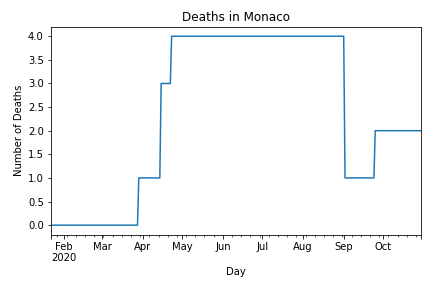 Deaths in Monaco
4.0
3.5
3.0
2.5
2.0
1.5
1.0
0.5
0.0
Number of Deaths
Feb Mar Apr May Jun Jul Aug Sep Oct
2020
Day